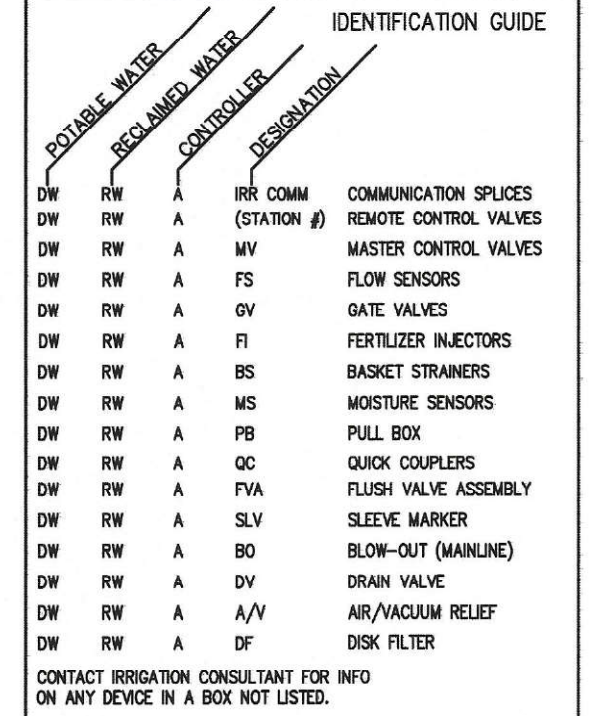 IDENTIFICATION GUIDE
POTABLE WATER
RECLAIMED WATER
CONTROLLER
DESIGNATION
DW RW A IRR COMM COMMUNICATION SPLICES
DW RW A (STATION #) REMOTE CONTROL VALVES
DW RW A MV MASTER CONTROL VALVES
DW RW A FS FLOW SENSORS
DW RW A GV GATE VALVES
DW RW A FI FERTILIZER INJECTORS
DW RW A BS BASKET STRAINERS
DW RW A MS MOISTURE SENSORS
DW RW A PB PULL BOX
DW RW A QC QUICK COUPLERS
DW RW A FVA FLUSH VALVE ASSEMBLY
DW RW A SLV SLEEVE MARKER
DW RW A BO BLOW-OUT (MAINLINE)
DW RW A DV DRAIN VALVE
DW RW A A/V AIR/VACUUM RELIEF
DW RW A DF DISK FILTER
CONTACT IRRIGATION CONSULTANT FOR INFO
ON ANY DEVICE IN A BOX NOT LISTED.